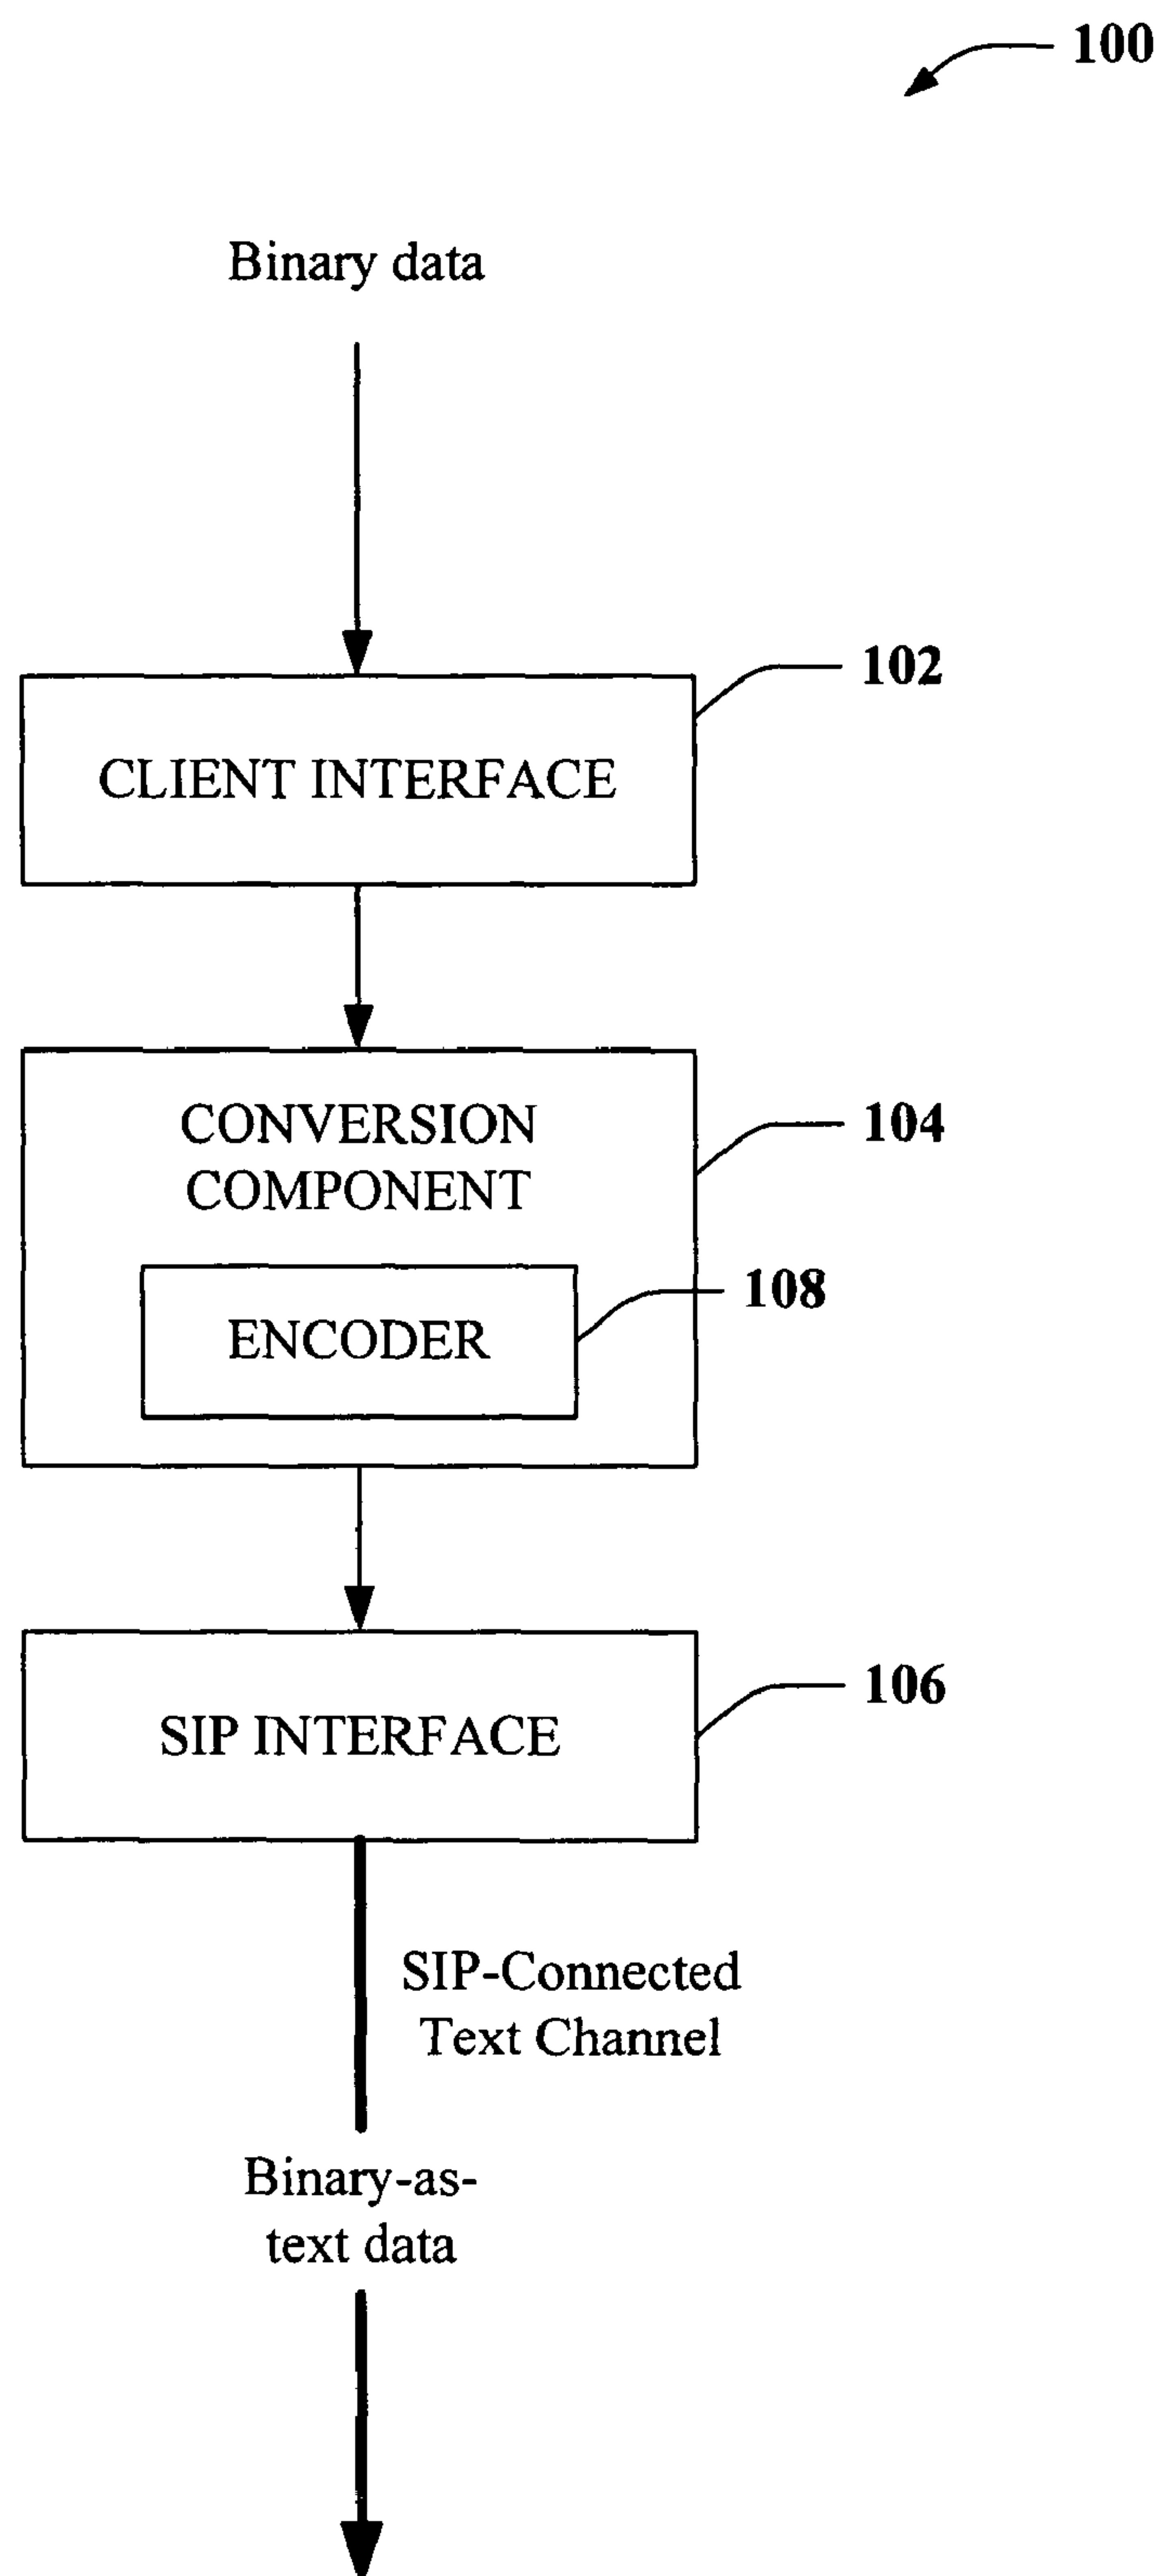 100
Binary data
102
CLIENT INTERFACE
CONVERSION
COMPONENT
104
108
ENCODER
106
SIP INTERFACE
SIP-Connected
Text Channel
Binary-as-
text data